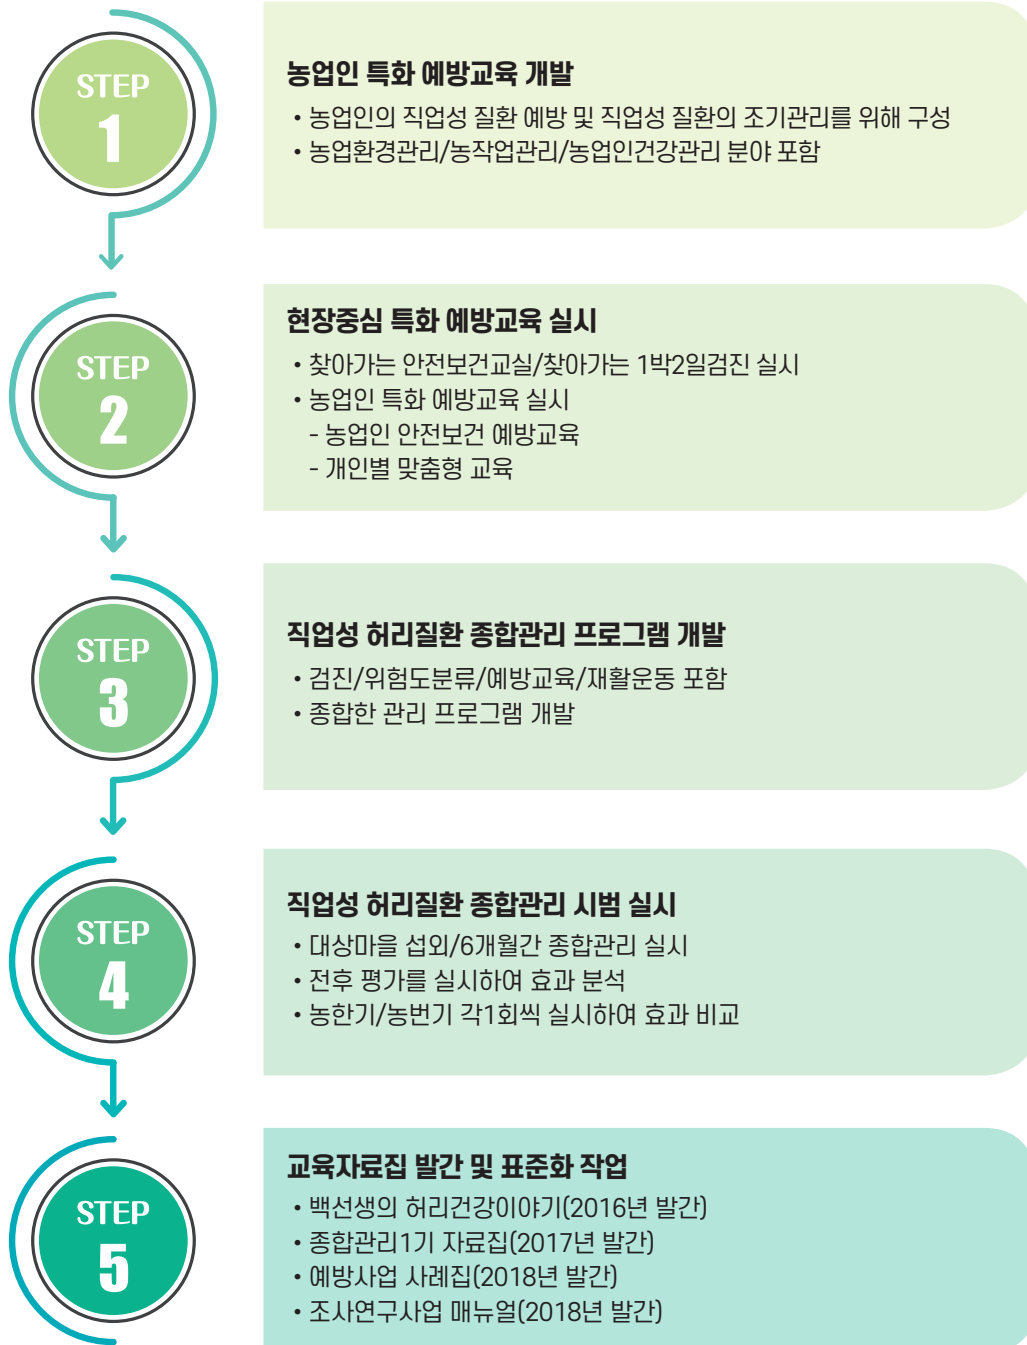 STEP
1
농업인 특화 예방교육 개발
• 농업인의 직업성 질환 예방 및 직업성 질환의 조기관리를 위해 구성
• 농업환경관리/농작업관리/농업인건강관리 분야 포함
STEP
2
현장중심 특화 예방교육 실시
• 찾아가는 안전보건교실/찾아가는 1박2일검진 실시
• 농업인 특화 예방교육 실시
- 농업인 안전보건 예방교육
- 개인별 맞춤형 교육
STEP
3
직업성 허리질환 종합관리 프로그램 개발
• 검진/위험도분류/예방교육/재활운동 포함
• 종합한 관리 프로그램 개발
STEP
4
직업성 허리질환 종합관리 시범 실시
• 대상마을 섭외/6개월간 종합관리 실시
• 전후 평가를 실시하여 효과 분석
• 농한기/농번기 각1회씩 실시하여 효과 비교
STEP
5
교육자료집 발간 및 표준화 작업
• 백선생의 허리건강이야기(2016년 발간)
• 종합관리1기 자료집(2017년 발간)
• 예방사업 사례집(2018년 발간)
• 조사연구사업 매뉴얼(2018년 발간)